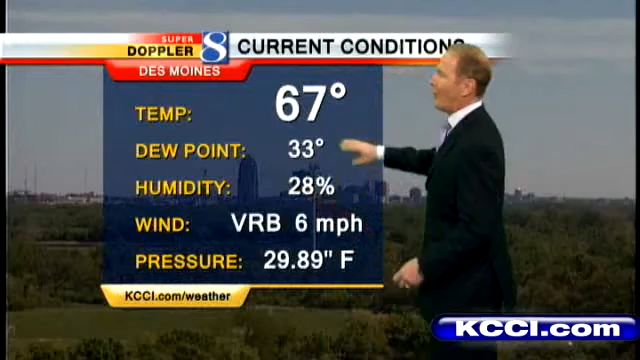 SUPER
DOPPLER 8 CURRENT CONDITIONS
DES MOINES
TEMP: 67°
DEW POINT: 33°
HUMIDITY: 28%
WIND: VRB 6 mph
PRESSURE: 29.89" F
KCCI.com/weather
KCCI.com